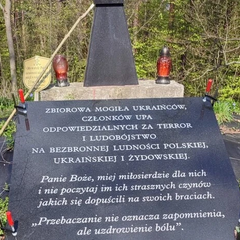 ZBIOROWA MOGIŁA UKRAIŃCÓW,
CZŁONKÓW UPA
ODPOWIEDZIALNYCH ZA TERROR
I LUDOBÓJSTWO
NA BEZBRONNEJ LUDNOŚCI POLSKIEJ,
UKRAIŃSKIEJ I ŻYDOWSKIEJ.
Panie Boże, miej miłosierdzie dla nich
i nie poczytaj im ich strasznych czynów
jakich się dopuścili na swoich braciach.
„Przebaczanie nie oznacza zapomnienia,
ale uzdrowienie bólu".